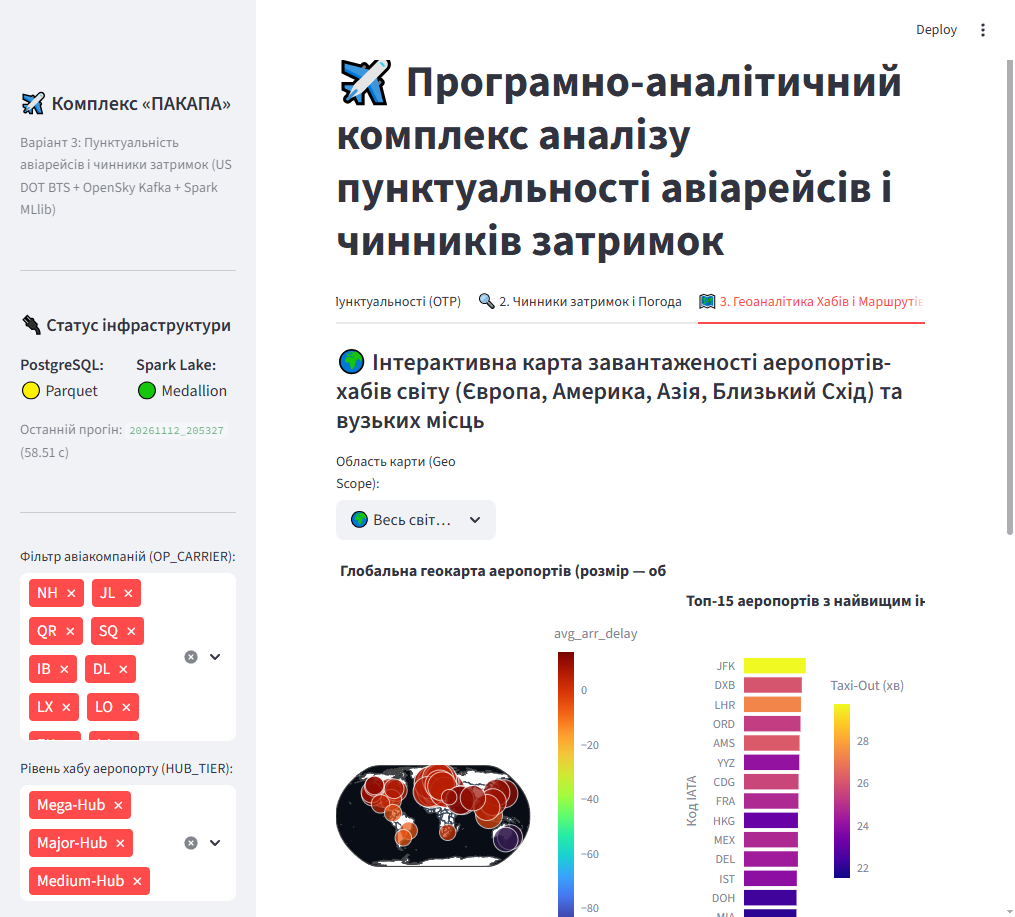 Deploy
Комплекс «ПАКАПА»
Варіант 3: Пунктуальність
авіарейсів і чинники затримок (US
DOT BTS + OpenSky Kafka + Spark
MLlib)
Статус інфраструктури
PostgreSQL: Spark Lake:
Parquet Medallion
Останній прогін: 20261112_205327
(58.51 с)
Фільтр авіакомпаній (OP_CARRIER):
NH × JL ×
QR × SQ ×
IB × DL ×
LX × LO ×
Рівень хабу аеропорту (HUB_TIER):
Mega-Hub ×
Major-Hub ×
Medium-Hub ×
Програмно-аналітичний
комплекс аналізу
пунктуальності авіарейсів і
чинників затримок
Іунктуальності (OTP) 2. Чинники затримок і Погода 3. Геоаналітика Хабів і Маршрутів
Інтерактивна карта завантаженості аеропортів-
хабів світу (Європа, Америка, Азія, Близький Схід) та
вузьких місць
Область карти (Geo
Scope):
Весь світ…
Глобальна геокарта аеропортів (розмір — об
avg_arr_delay
0
−20
−40
−60
−80
Топ-15 аеропортів з найвищим ін
Код IATA
JFK
DXB
LHR
ORD
AMS
YYZ
CDG
FRA
HKG
MEX
DEL
IST
DOH
MIA
Taxi-Out (хв)
28
26
24
22